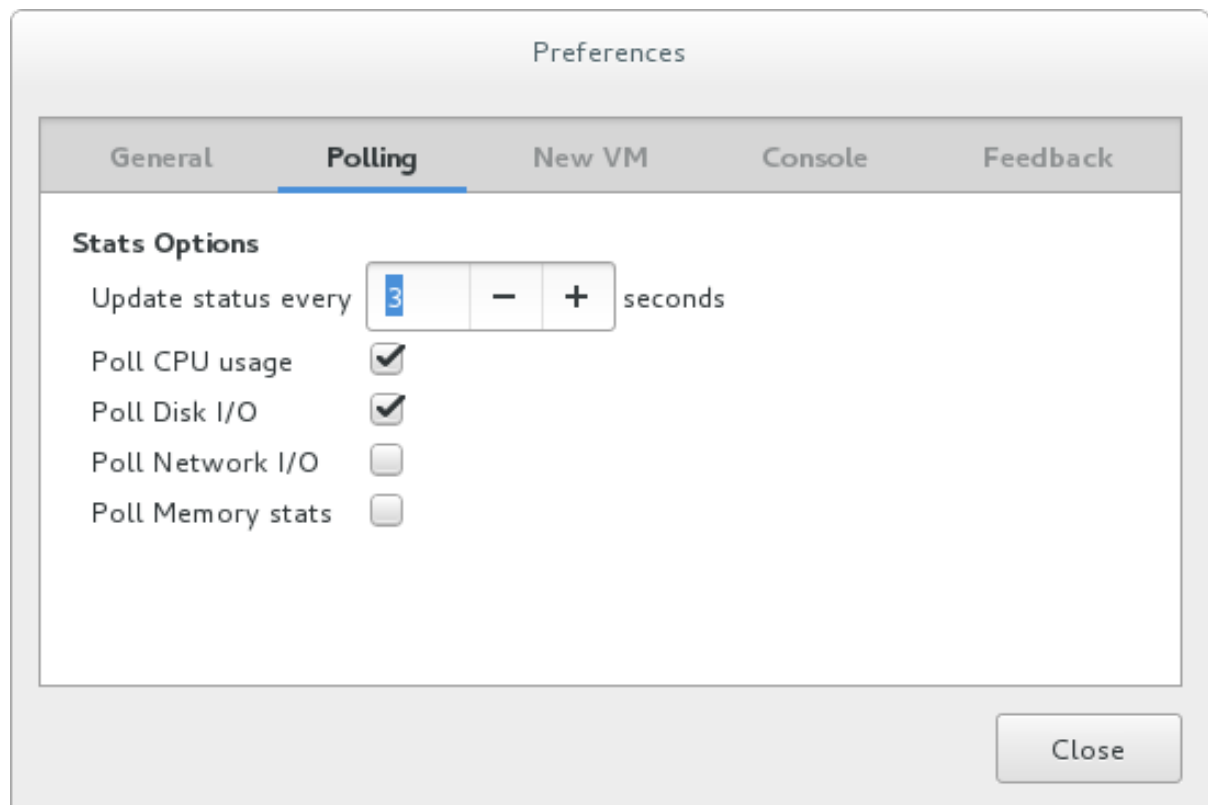 Preferences
General Polling New VM Console Feedback
Stats Options
Update status every 3 − + seconds
Poll CPU usage
Poll Disk I/O
Poll Network I/O
Poll Memory stats
Close